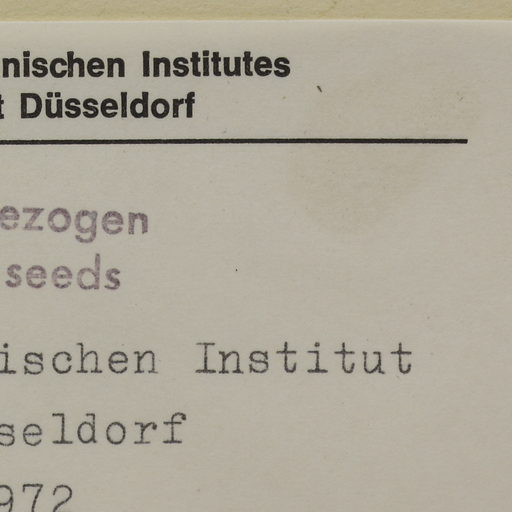 nischen Institutes
t Düsseldorf
ezogen
seeds
ischen Institut
seldorf
972